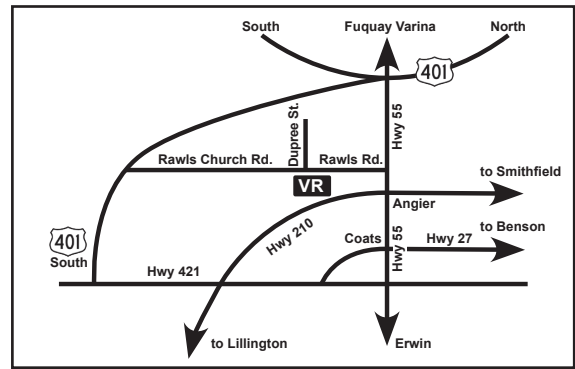 South
Fuquay Varina
North
401
Hwy 55
Dupree St.
Rawls Church Rd.
Rawls Rd.
VR
to Smithfield
Angier
Hwy 210
to Benson
Coats
Hwy 55
Hwy 27
401
South
Hwy 421
to Lillington
Erwin